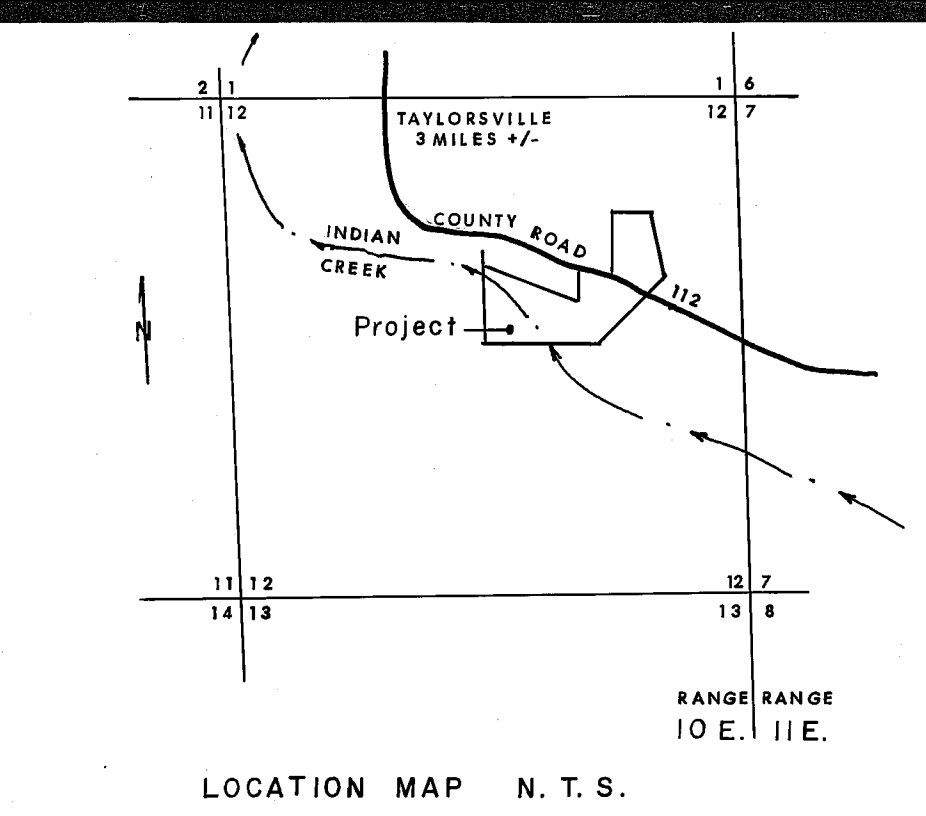 2 1
1 6
11 12
12 7
TAYLORSVILLE
3 MILES +/-
COUNTY ROAD 112
INDIAN
CREEK
N
Project
11 12
12 7
14 13
13 8
RANGE RANGE
10 E. 11 E.
LOCATION MAP N. T. S.